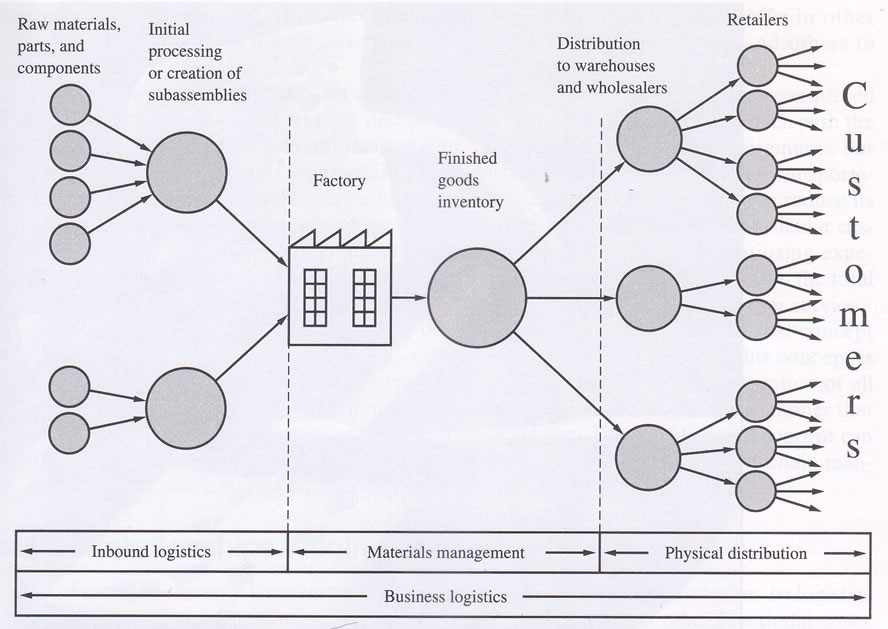 Raw materials,
parts, and
components
Initial
processing
or creation of
subassemblies
Factory
Finished
goods
inventory
Distribution
to warehouses
and wholesalers
Retailers
Customers
Inbound logistics
Materials management
Physical distribution
Business logistics